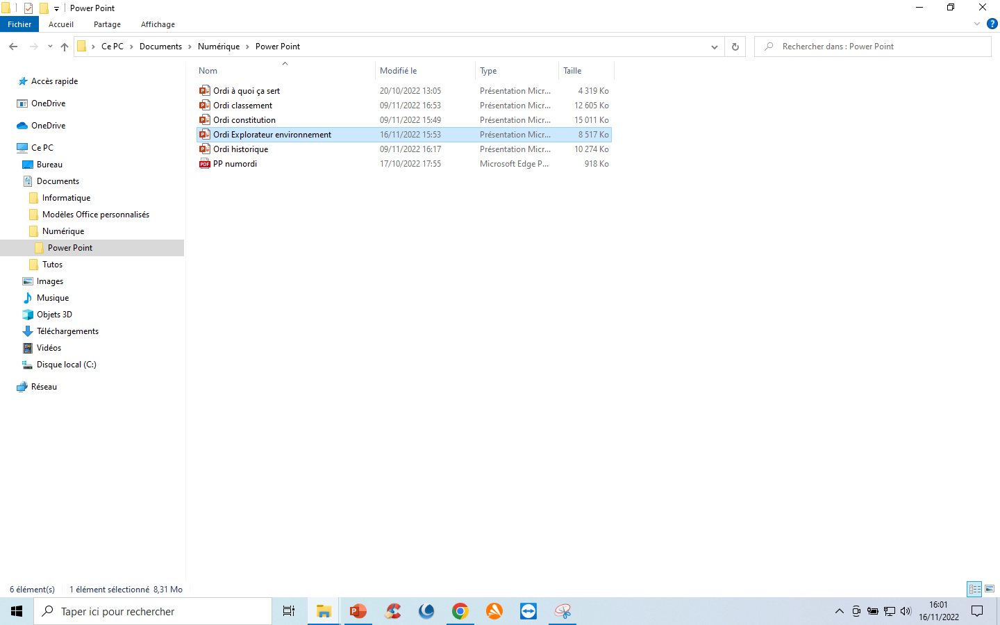 Power Point
Fichier Accueil Partage Affichage
Ce PC Documents Numérique Power Point Rechercher dans : Power Point
Nom Modifié le Type Taille
Ordi à quoi ça sert 20/10/2022 13:05 Présentation Micr... 4 319 Ko
Ordi classement 09/11/2022 16:53 Présentation Micr... 12 605 Ko
Ordi constitution 09/11/2022 15:49 Présentation Micr... 15 011 Ko
Ordi Explorateur environnement 16/11/2022 15:53 Présentation Micr... 8 517 Ko
Ordi historique 09/11/2022 16:17 Présentation Micr... 10 274 Ko
PDF PP numordi 17/10/2022 17:55 Microsoft Edge P... 918 Ko
Accès rapide
OneDrive
OneDrive
Ce PC
Bureau
Documents
Informatique
Modèles Office personnalisés
Numérique
Power Point
Tutos
Images
Musique
Objets 3D
Téléchargements
Vidéos
Disque local (C:)
Réseau
6 élément(s) 1 élément sélectionné 8,31 Mo
Taper ici pour rechercher
16:01
16/11/2022